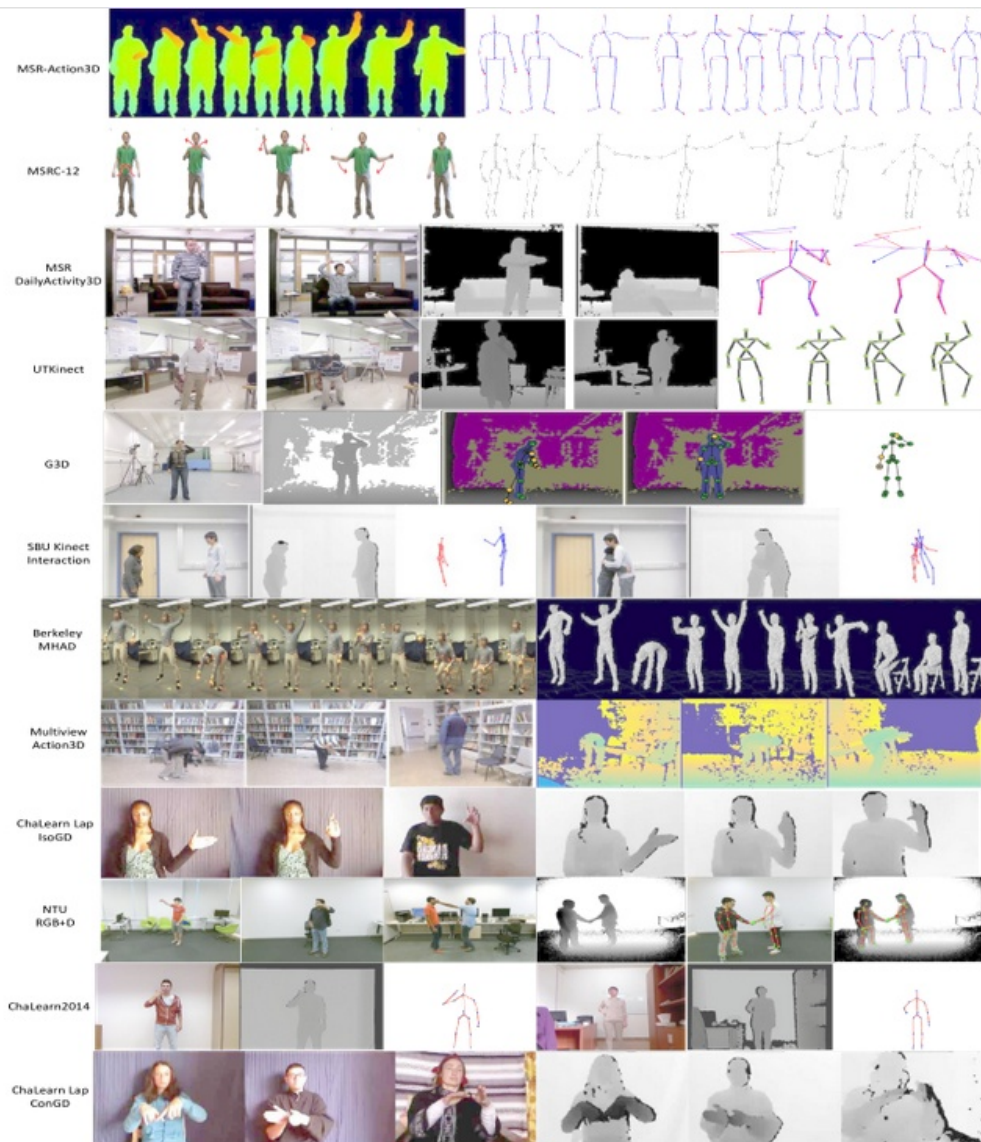 MSR-Action3D
MSRC-12
MSR
DailyActivity3D
UTKinect
G3D
SBU Kinect
Interaction
Berkeley
MHAD
Multiview
Action3D
ChaLearn Lap
IsoGD
NTU
RGB+D
ChaLearn2014
ChaLearn Lap
ConGD